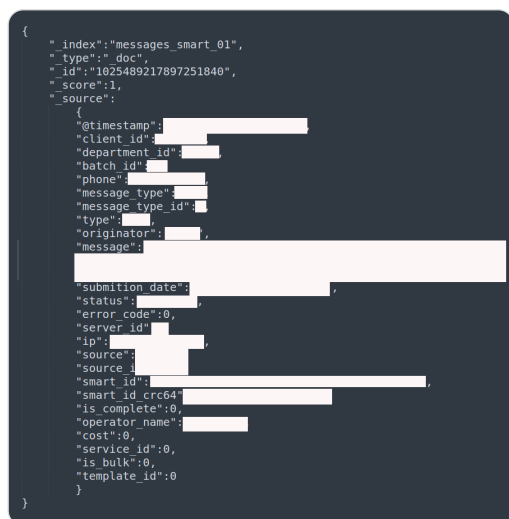 {
"_index":"messages_smart_01",
"_type":"_doc",
"_id":"1025489217897251840",
"_score":1,
"_source":
{
"@timestamp": ,
"client_id": ,
"department_id": ,
"batch_id":
"phone": ,
"message_type":
"message_type_id": ,
"type": ,
"originator": ',
"message":
"submition_date": ,
"status": ,
"error_code":0,
"server_id"
"ip": ,
"source":
"source_i
"smart_id": ,
"smart_id_crc64"
"is_complete":0,
"operator_name":
"cost":0,
"service_id":0,
"is_bulk":0,
"template_id":0
}
}